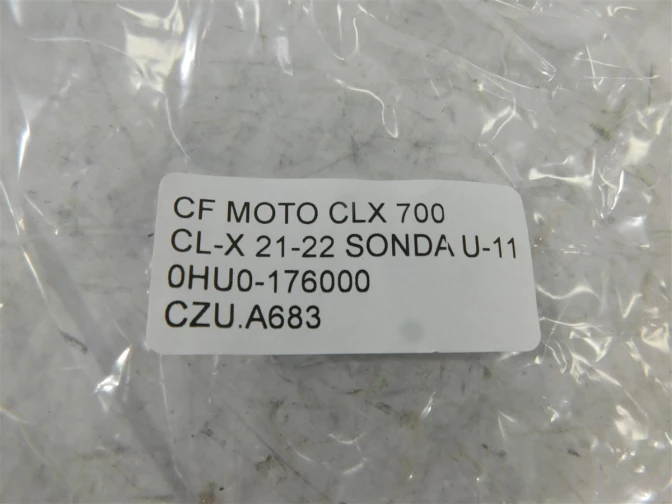 CF MOTO CLX 700
CL-X 21-22 SONDA U-11
0HU0-176000
CZU.A683